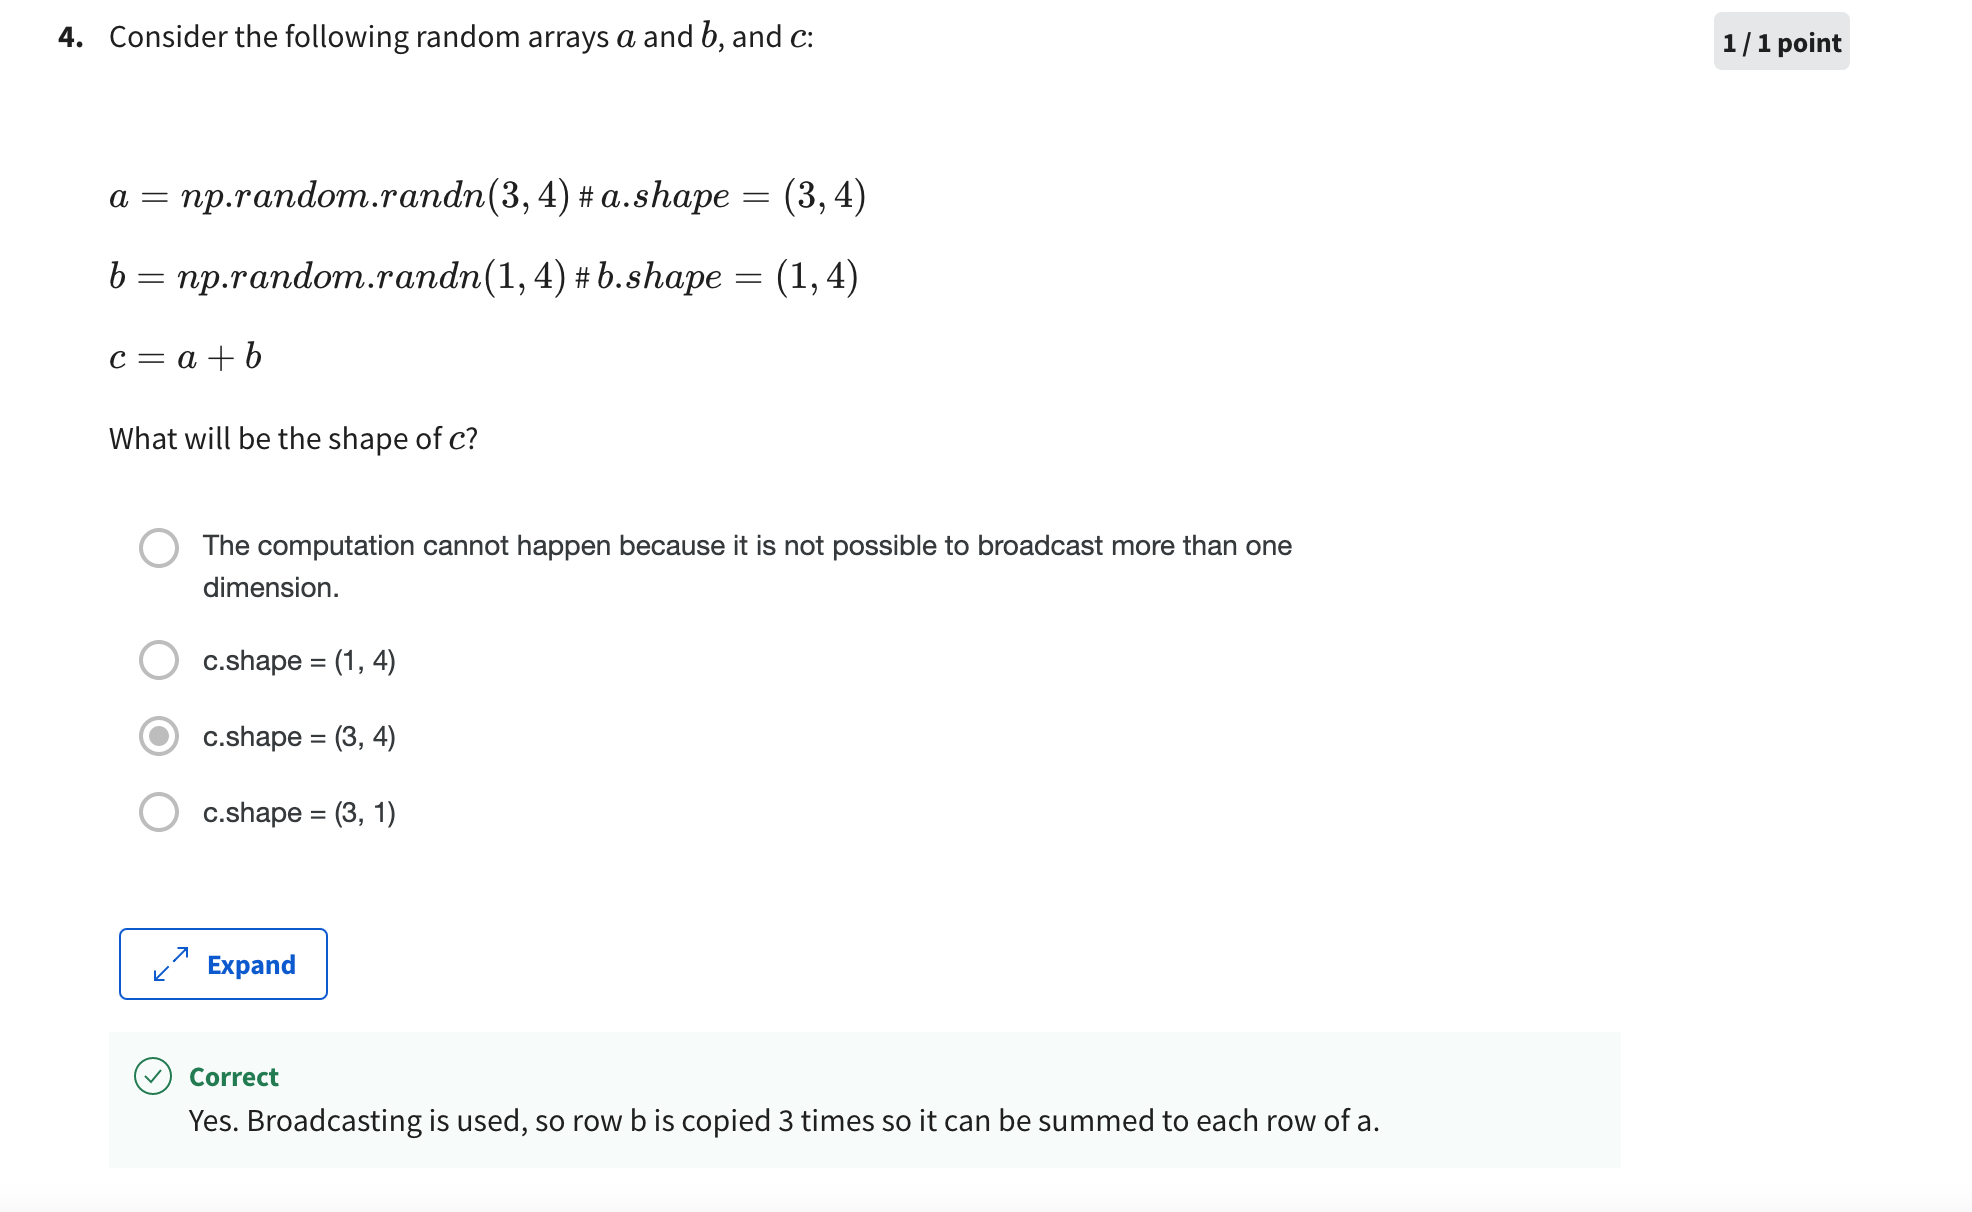 4. Consider the following random arrays a and b, and c:
1 / 1 point
a = np.random.randn(3, 4) # a.shape = (3, 4)
b = np.random.randn(1, 4) # b.shape = (1, 4)
c = a + b
What will be the shape of c?
The computation cannot happen because it is not possible to broadcast more than one
dimension.
c.shape = (1, 4)
c.shape = (3, 4)
c.shape = (3, 1)
Expand
Correct
Yes. Broadcasting is used, so row b is copied 3 times so it can be summed to each row of a.